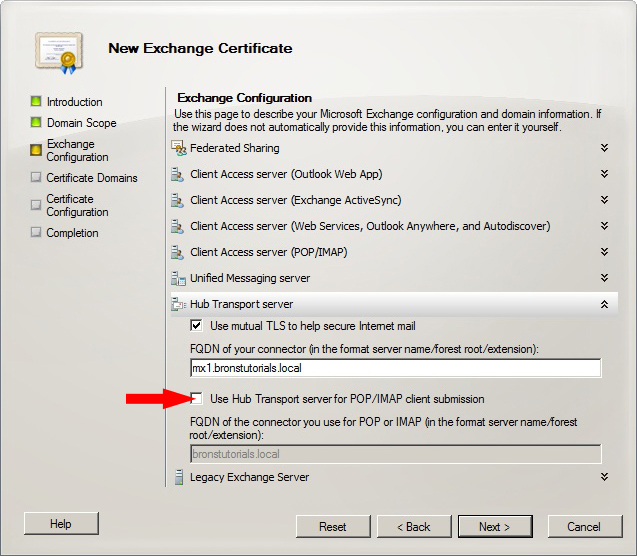 New Exchange Certificate
Introduction
Domain Scope
Exchange
Configuration
Certificate Domains
Certificate
Configuration
Completion
Exchange Configuration
Use this page to describe your Microsoft Exchange configuration and domain information. If
the wizard does not automatically provide this information, you can enter it yourself.
Federated Sharing
Client Access server (Outlook Web App)
Client Access server (Exchange ActiveSync)
Client Access server (Web Services, Outlook Anywhere, and Autodiscover)
Client Access server (POP/IMAP)
Unified Messaging server
Hub Transport server
Use mutual TLS to help secure Internet mail
FQDN of your connector (in the format server name/forest root/extension):
mx1.bronstutorials.local
Use Hub Transport server for POP/IMAP client submission
FQDN of the connector you use for POP or IMAP (in the format server name/forest
root/extension):
bronstutorials.local
Legacy Exchange Server
Help
Reset
< Back
Next >
Cancel